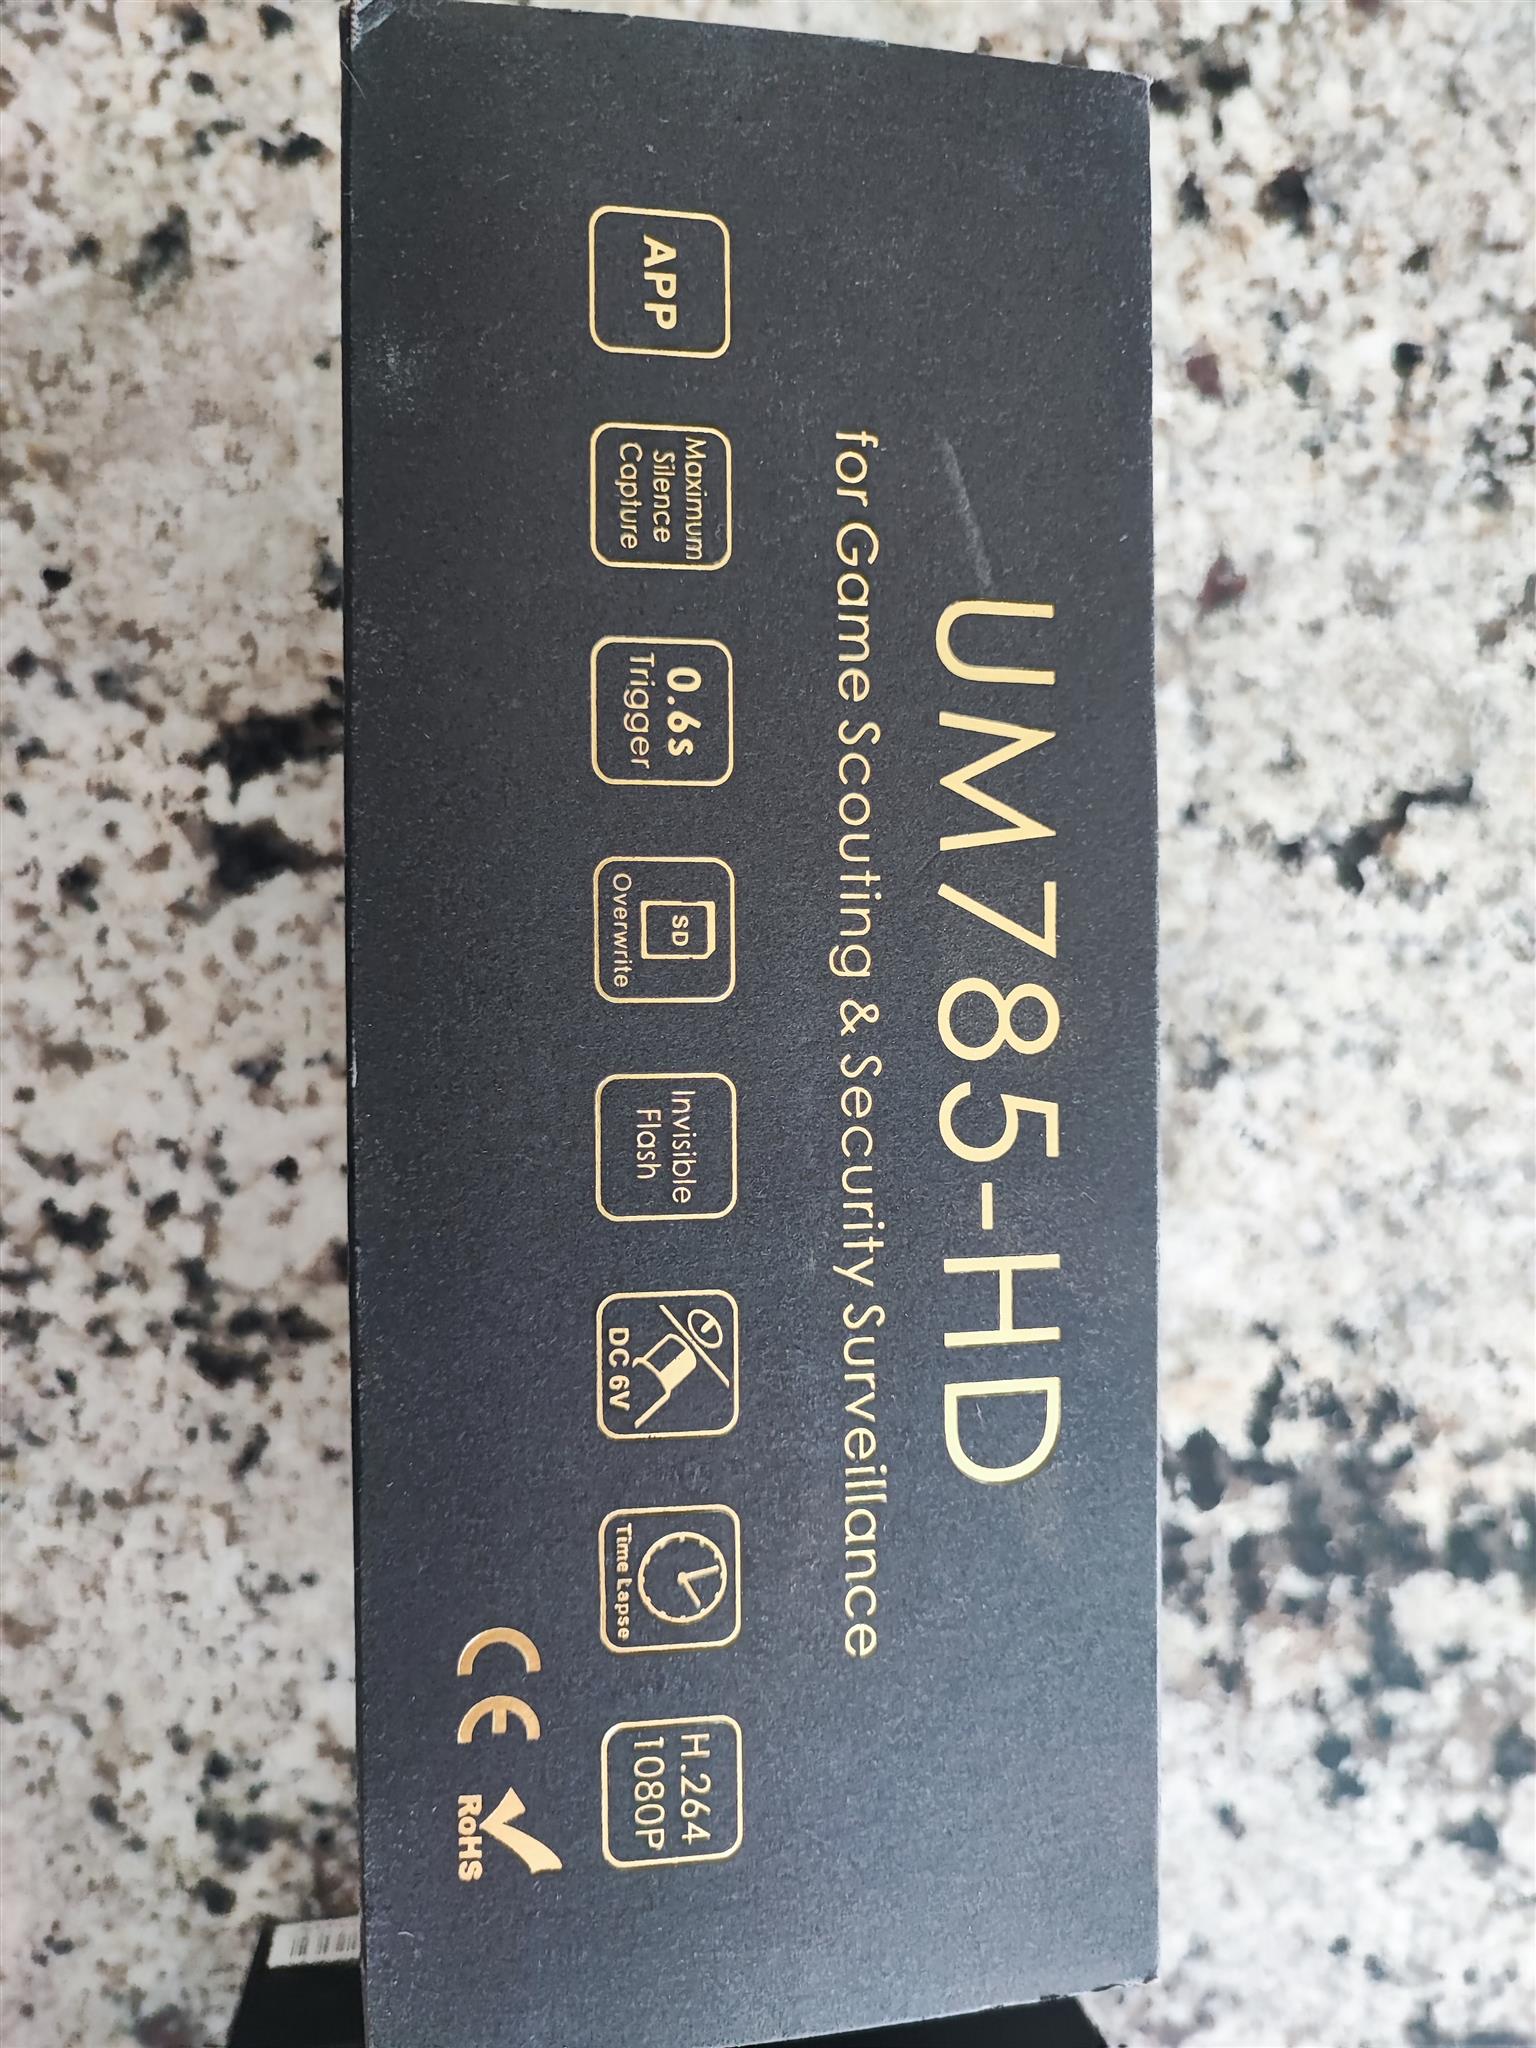 UM785-HD
for Game Scouting & Security Surveillance
APP
Maximum
Silence
Capture
0.6s
Trigger
SD
Overwrite
Invisible
Flash
DC 6V
Time Lapse
H.264
1080P
CE
RoHS